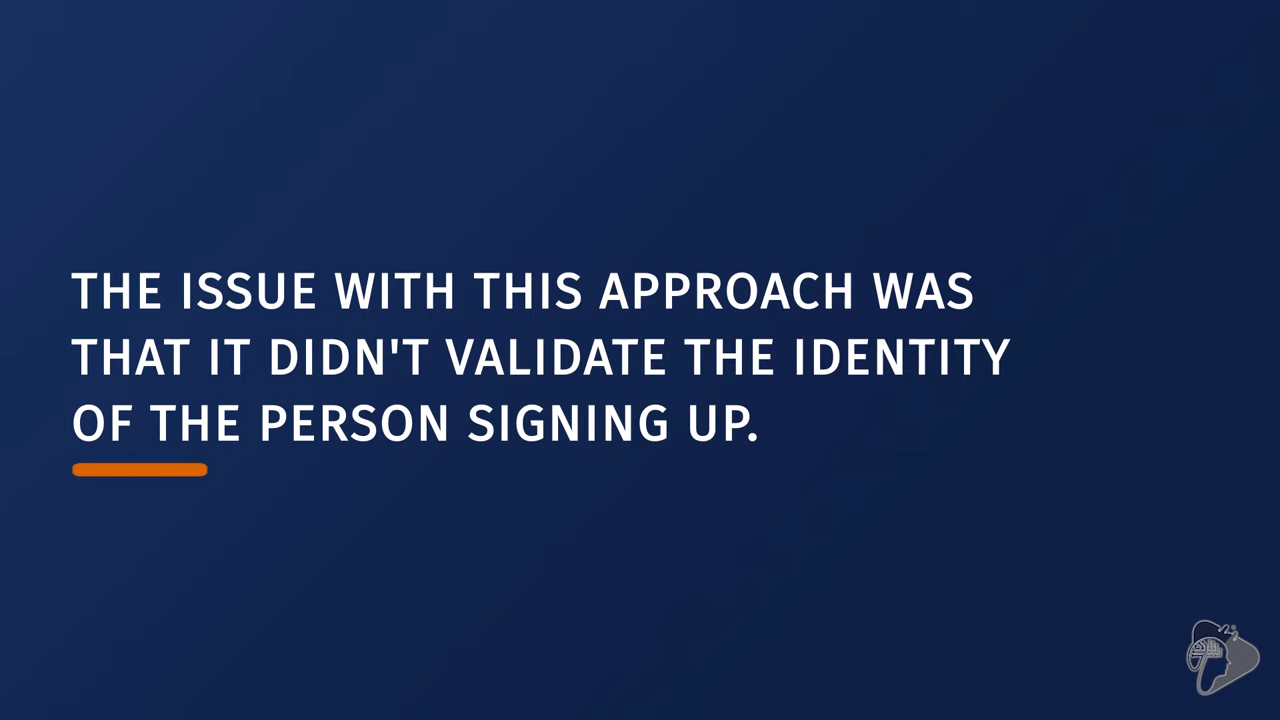 THE ISSUE WITH THIS APPROACH WAS
THAT IT DIDN'T VALIDATE THE IDENTITY
OF THE PERSON SIGNING UP.